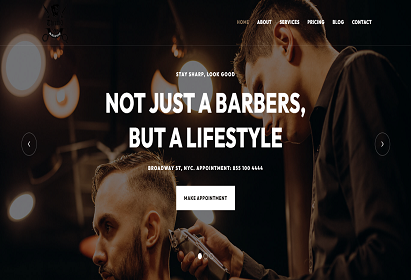 HOME ABOUT SERVICES PRICING BLOG CONTACT
STAY SHARP, LOOK GOOD
NOT JUST A BARBERS,
BUT A LIFESTYLE
BROADWAY ST, NYC. APPOINTMENT: 855 100 4444
MAKE APPOINTMENT